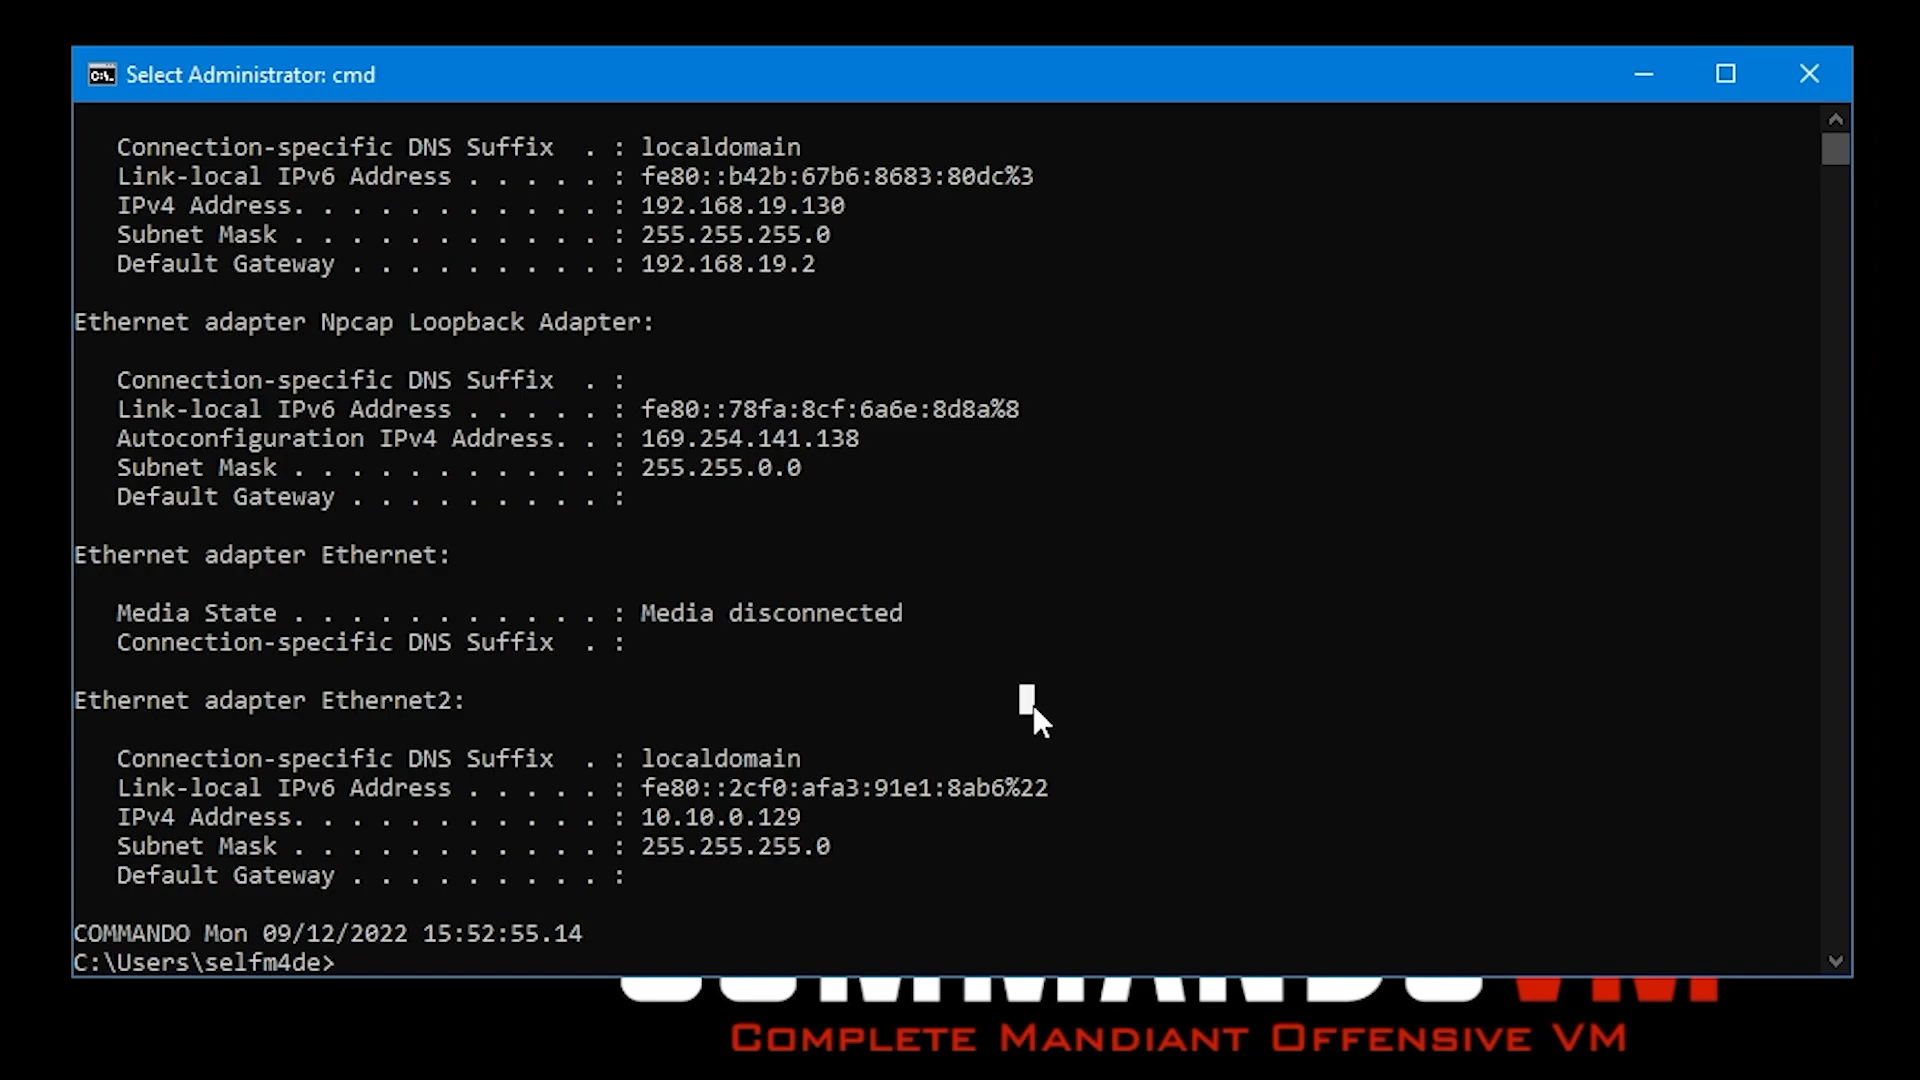 Select Administrator: cmd
Connection-specific DNS Suffix  . : localdomain
Link-local IPv6 Address . . . . . : fe80::b42b:67b6:8683:80dc%3
IPv4 Address. . . . . . . . . . . : 192.168.19.130
Subnet Mask . . . . . . . . . . . : 255.255.255.0
Default Gateway . . . . . . . . . : 192.168.19.2
Ethernet adapter Npcap Loopback Adapter:
Connection-specific DNS Suffix  . :
Link-local IPv6 Address . . . . . : fe80::78fa:8cf:6a6e:8d8a%8
Autoconfiguration IPv4 Address. . : 169.254.141.138
Subnet Mask . . . . . . . . . . . : 255.255.0.0
Default Gateway . . . . . . . . . :
Ethernet adapter Ethernet:
Media State . . . . . . . . . . . : Media disconnected
Connection-specific DNS Suffix  . :
Ethernet adapter Ethernet2:
Connection-specific DNS Suffix  . : localdomain
Link-local IPv6 Address . . . . . : fe80::2cf0:afa3:91e1:8ab6%22
IPv4 Address. . . . . . . . . . . : 10.10.0.129
Subnet Mask . . . . . . . . . . . : 255.255.255.0
Default Gateway . . . . . . . . . :
COMMANDO Mon 09/12/2022 15:52:55.14
C:\Users\selfm4de>
COMPLETE MANDIANT OFFENSIVE VM